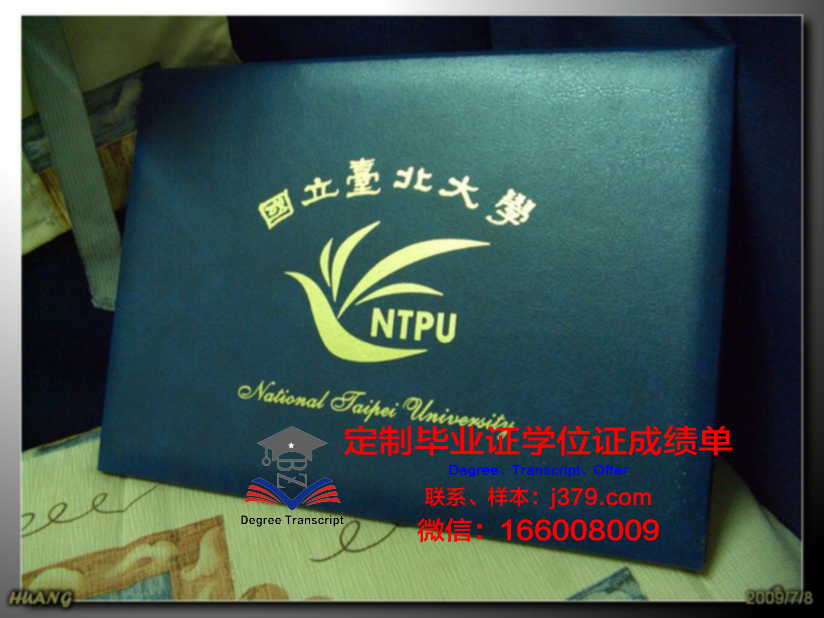 國立臺北大學
NTPU
National Taipei University
定制毕业证学位证成绩单
Degree、Transcript、Offer
BZ
联系、样本：j379.com
Degree Transcript
微信：166008009
HUANG
2009/7/8